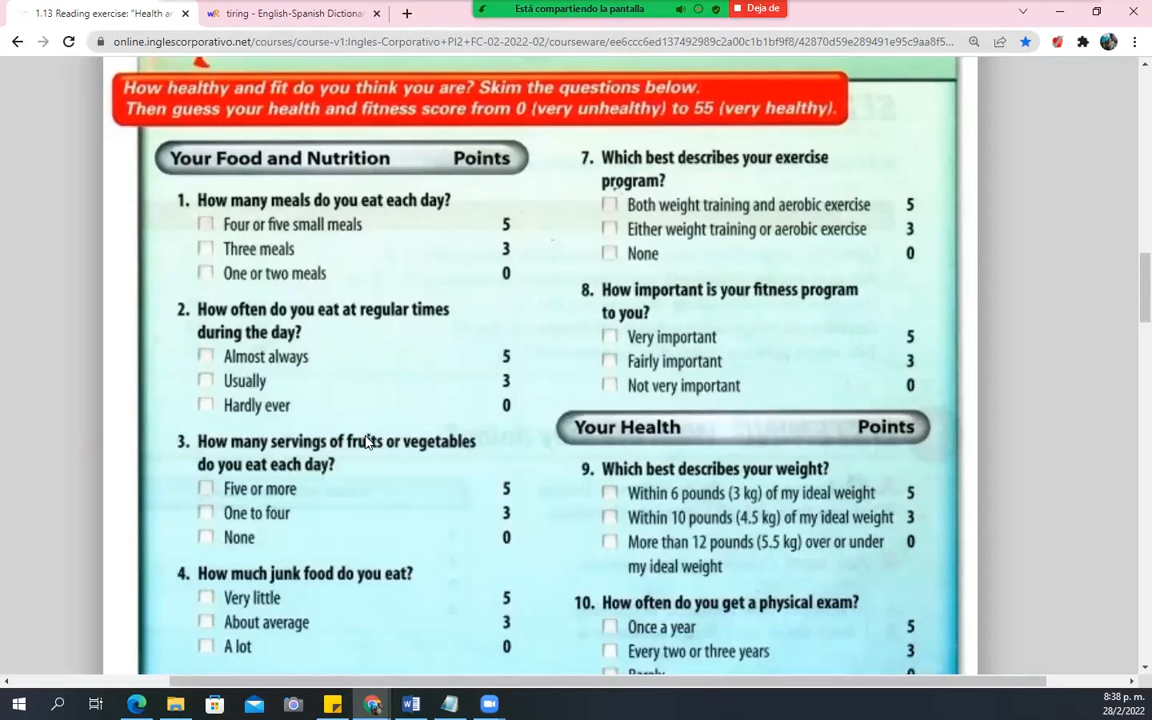 1.13 Reading exercise: "Health a
tiring - English-Spanish Dictionar
Está compartiendo la pantalla
Deja de
online.inglescorporativo.net/courses/course-v1:Ingles-Corporativo+PI2+FC-02-2022-02/courseware/ee6ccc6ed137492989c2a00c1b1bf9f8/42870d59e289491e95c9aa8f5...
How healthy and fit do you think you are? Skim the questions below.
Then guess your health and fitness score from 0 (very unhealthy) to 55 (very healthy).
Your Food and Nutrition Points
1. How many meals do you eat each day?
Four or five small meals 5
Three meals 3
One or two meals 0
2. How often do you eat at regular times
during the day?
Almost always 5
Usually 3
Hardly ever 0
3. How many servings of fruits or vegetables
do you eat each day?
Five or more 5
One to four 3
None 0
4. How much junk food do you eat?
Very little 5
About average 3
A lot 0
7. Which best describes your exercise
program?
Both weight training and aerobic exercise 5
Either weight training or aerobic exercise 3
None 0
8. How important is your fitness program
to you?
Very important 5
Fairly important 3
Not very important 0
Your Health Points
9. Which best describes your weight?
Within 6 pounds (3 kg) of my ideal weight 5
Within 10 pounds (4.5 kg) of my ideal weight 3
More than 12 pounds (5.5 kg) over or under 0
my ideal weight
10. How often do you get a physical exam?
Once a year 5
Every two or three years 3
8:38 p. m.
28/2/2022